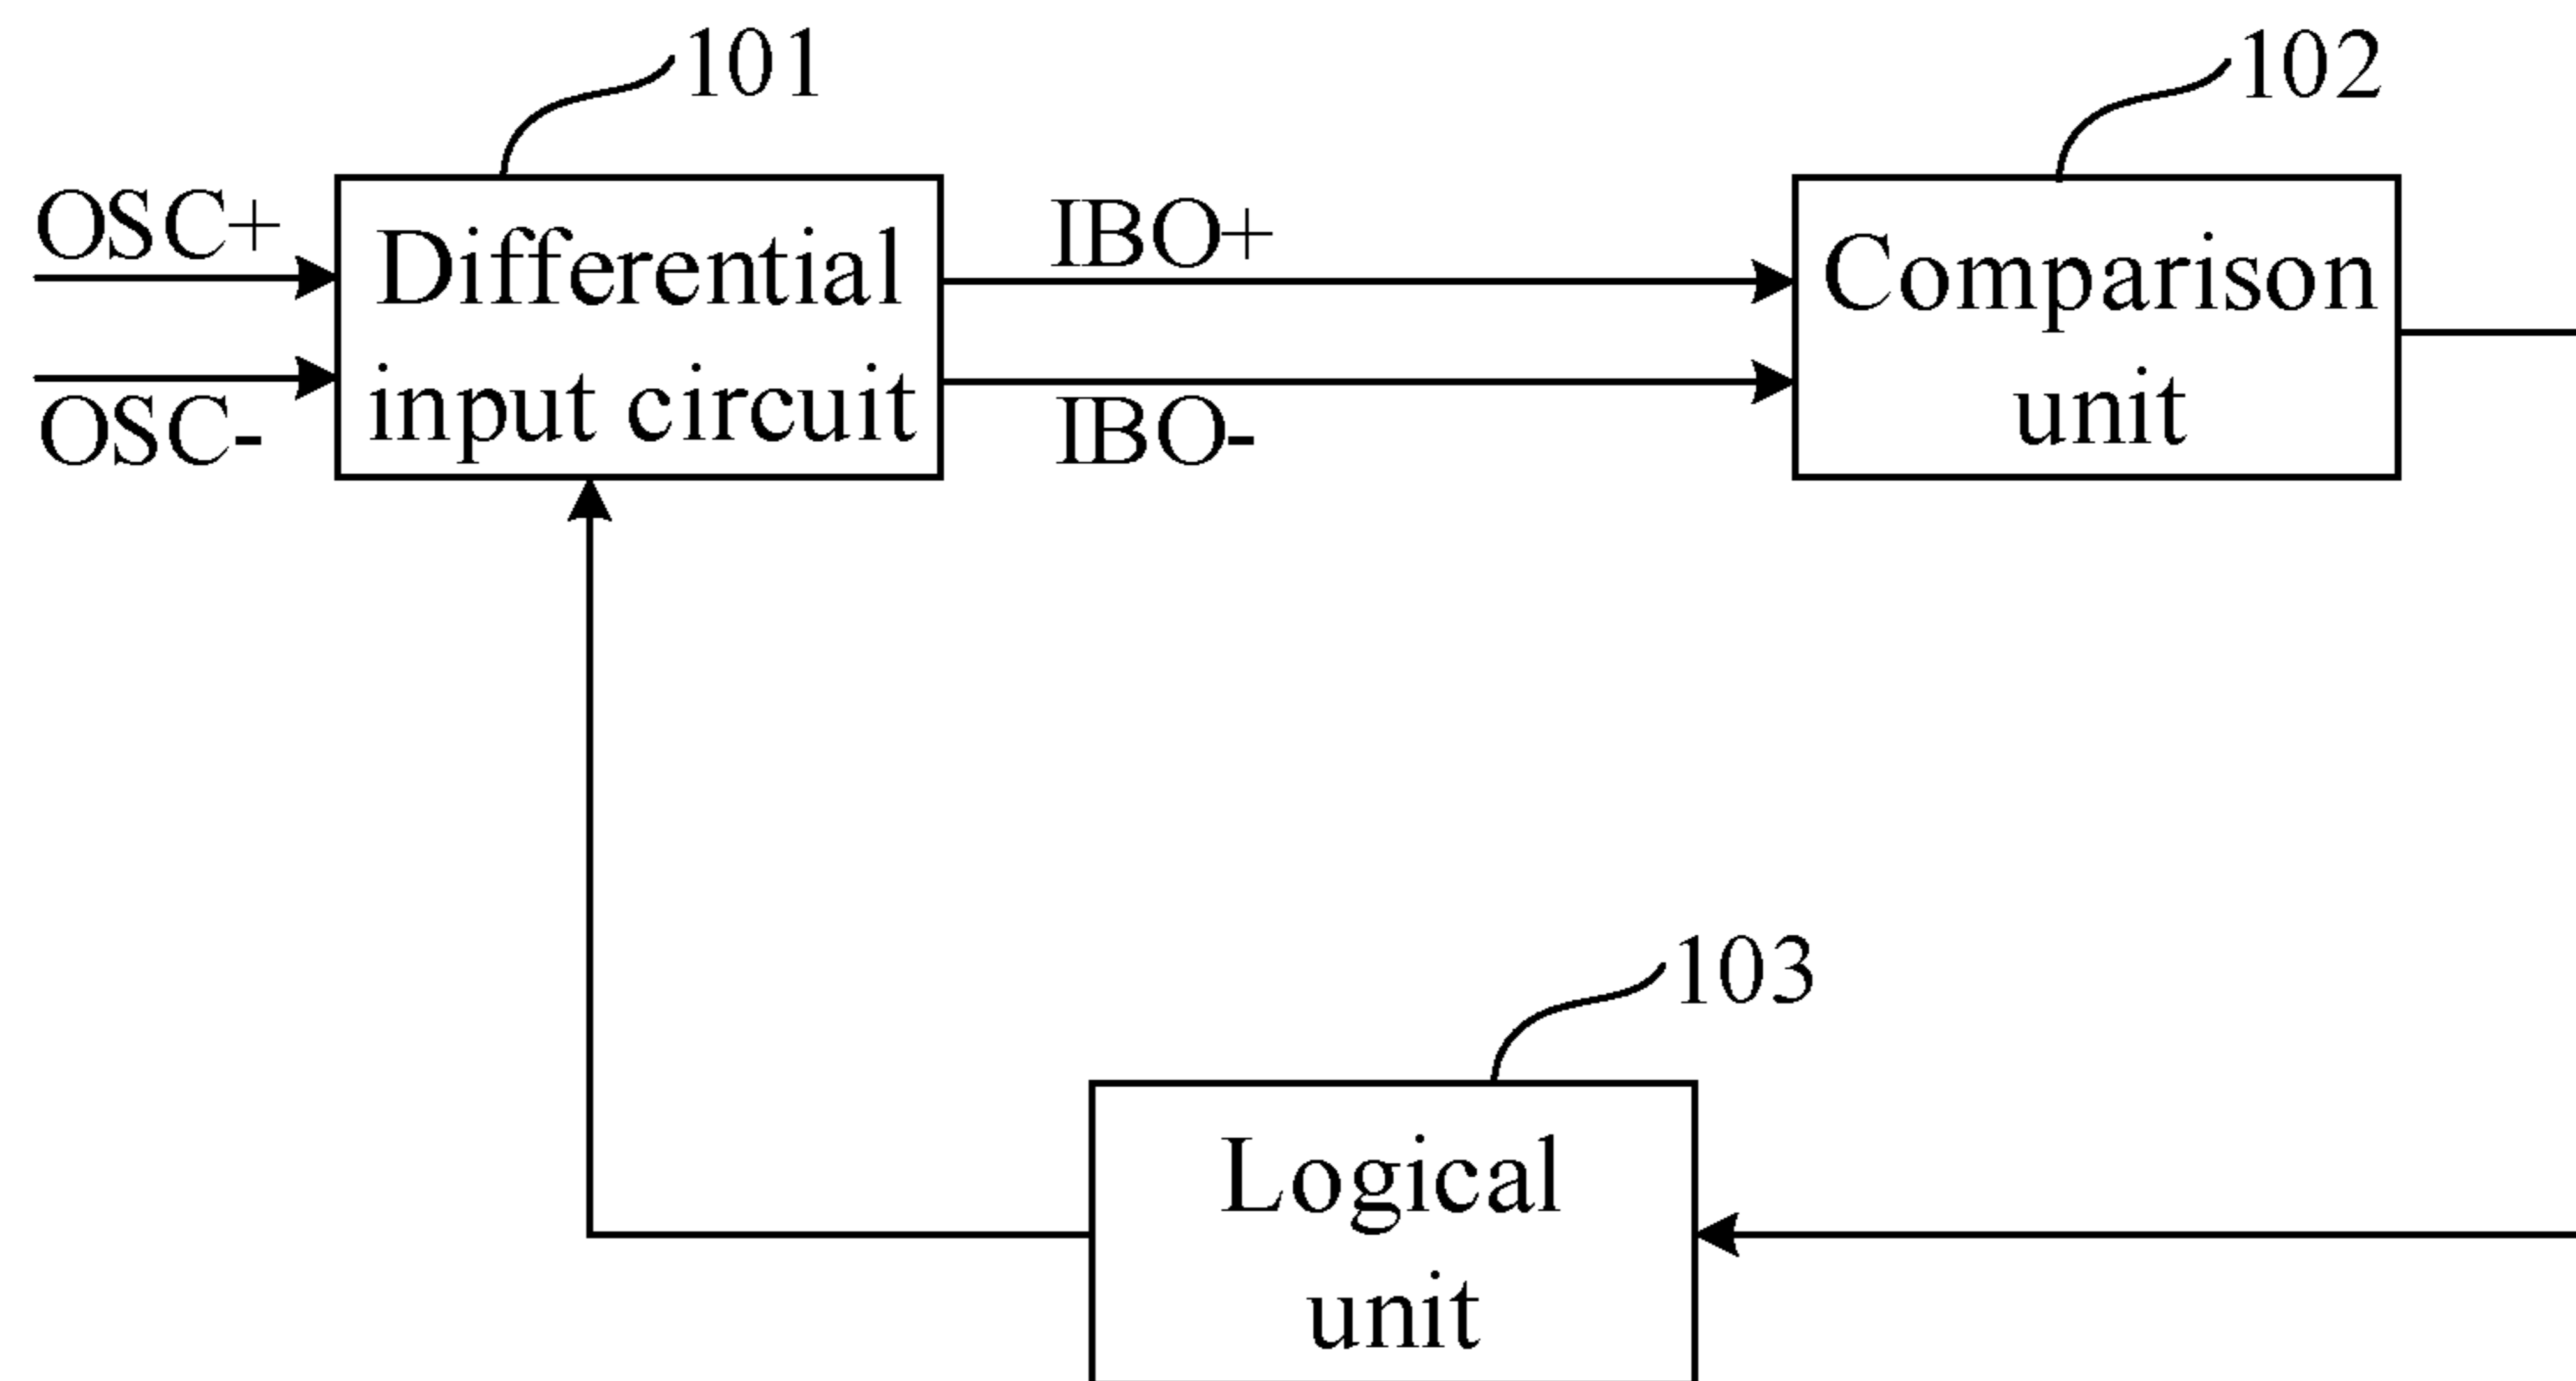 101
102
OSC+
OSC-
Differential
input circuit
IBO+
IBO-
Comparison
unit
103
Logical
unit